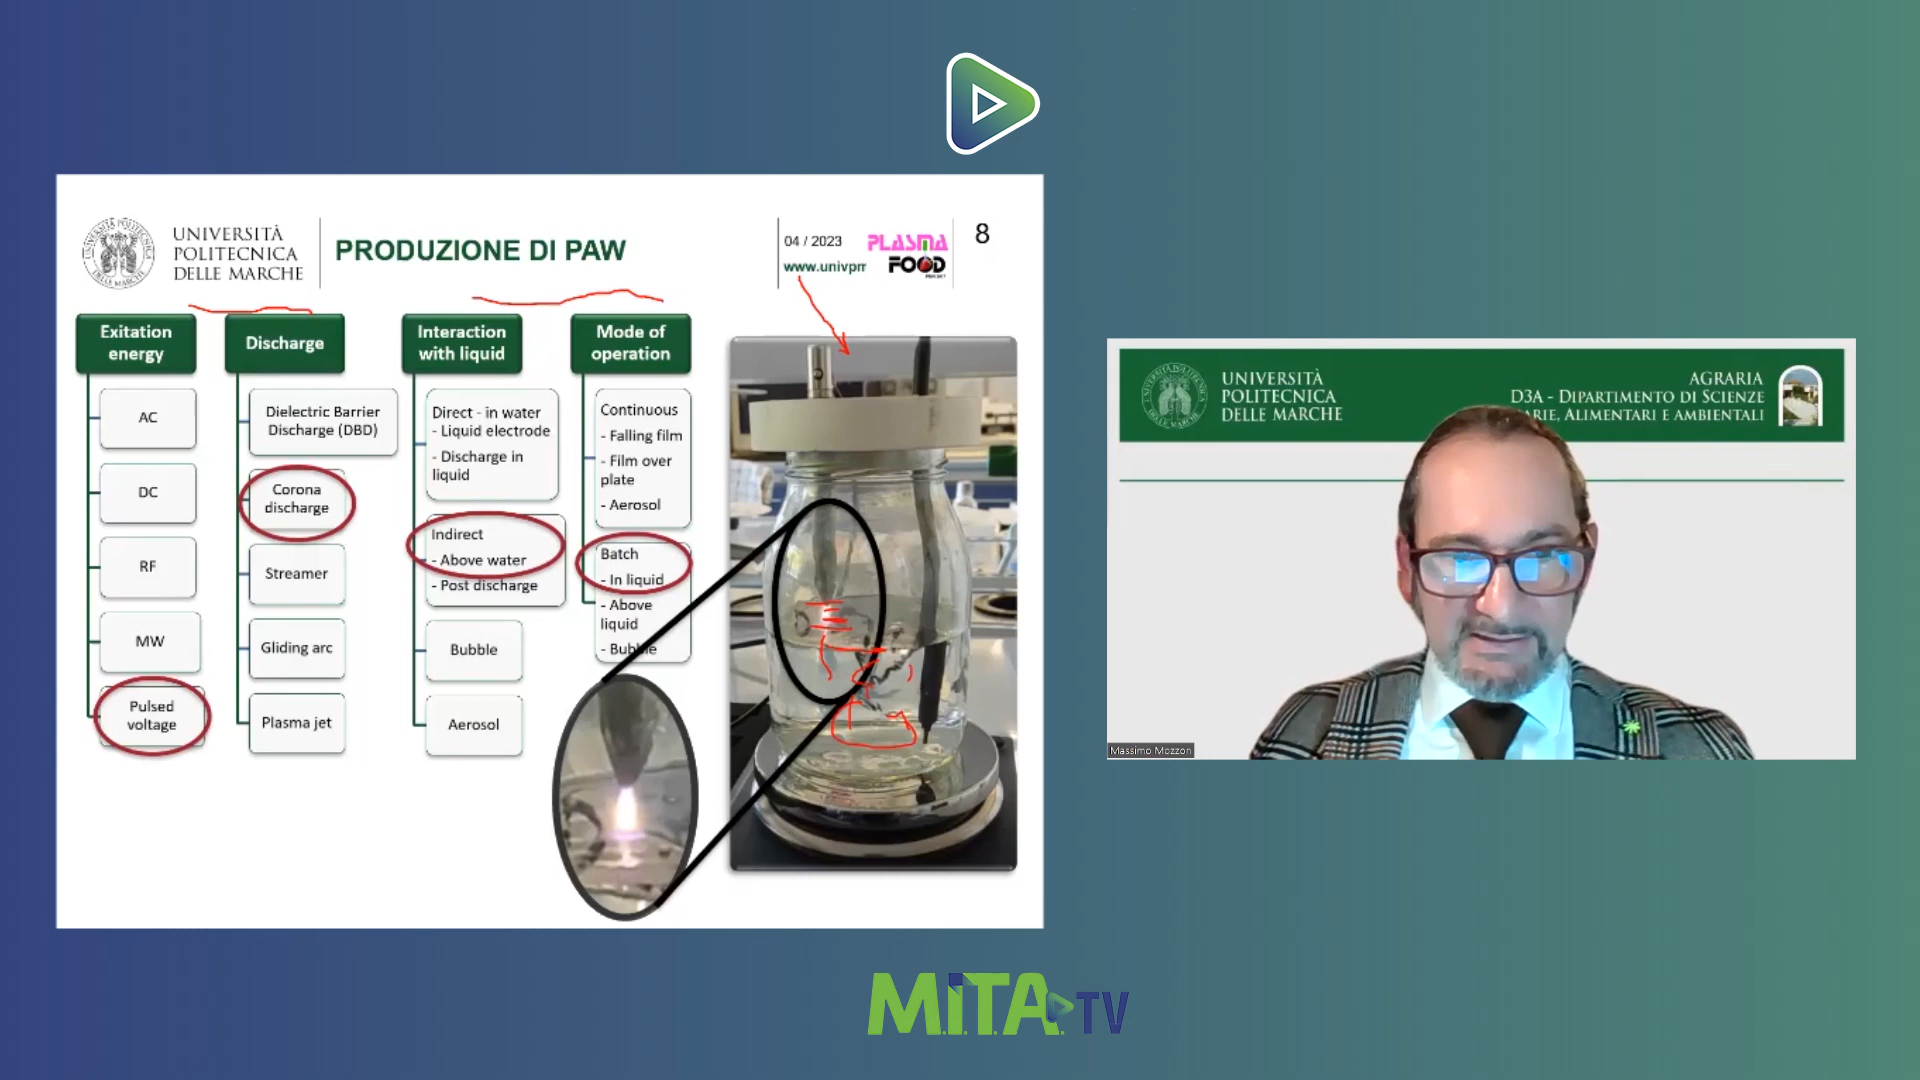 UNIVERSITÀ
POLITECNICA
DELLE MARCHE
PRODUZIONE DI PAW
04 / 2023
www.univpm
PLASMA
FOOD
8
Exitation
energy
AC
DC
RF
MW
Pulsed
voltage
Discharge
Dielectric Barrier
Discharge (DBD)
Corona
discharge
Streamer
Gliding arc
Plasma jet
Interaction
with liquid
Direct - in water
- Liquid electrode
- Discharge in
liquid
Indirect
- Above water
- Post discharge
Bubble
Aerosol
Mode of
operation
Continuous
- Falling film
- Film over
plate
- Aerosol
Batch
- In liquid
- Above
liquid
- Bubble
UNIVERSITÀ
POLITECNICA
DELLE MARCHE
AGRARIA
D3A - DIPARTIMENTO DI SCIENZE
ARIE, ALIMENTARI E AMBIENTALI
Massimo Mozzon
M.I.T.A. TV